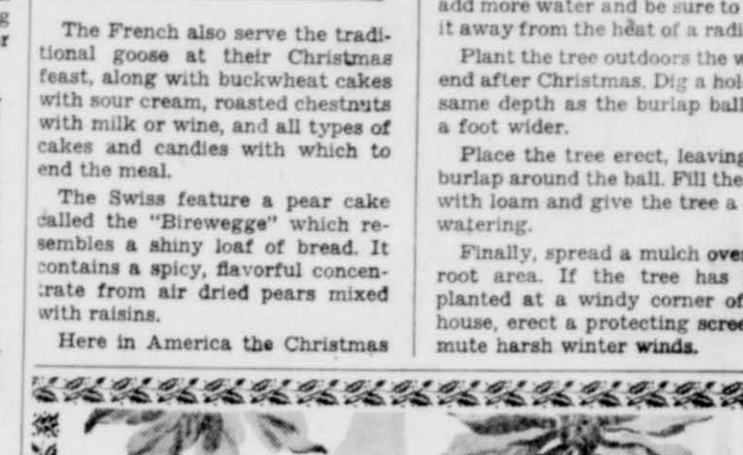 The French also serve the tradi-
tional goose at their Christmas
feast, along with buckwheat cakes
with sour cream, roasted chestnuts
with milk or wine, and all types of
cakes and candies with which to
end the meal.
The Swiss feature a pear cake
called the "Birewegge" which re-
sembles a shiny loaf of bread. It
contains a spicy, flavorful concen-
trate from air dried pears mixed
with raisins.
Here in America the Christmas
add more water and be sure to
it away from the heat of a radi
Plant the tree outdoors the w
end after Christmas. Dig a hol
same depth as the burlap ball
a foot wider.
Place the tree erect, leaving
burlap around the ball. Fill the
with loam and give the tree a
watering.
Finally, spread a mulch over
root area. If the tree has
planted at a windy corner of
house, erect a protecting scree
mute harsh winter winds.